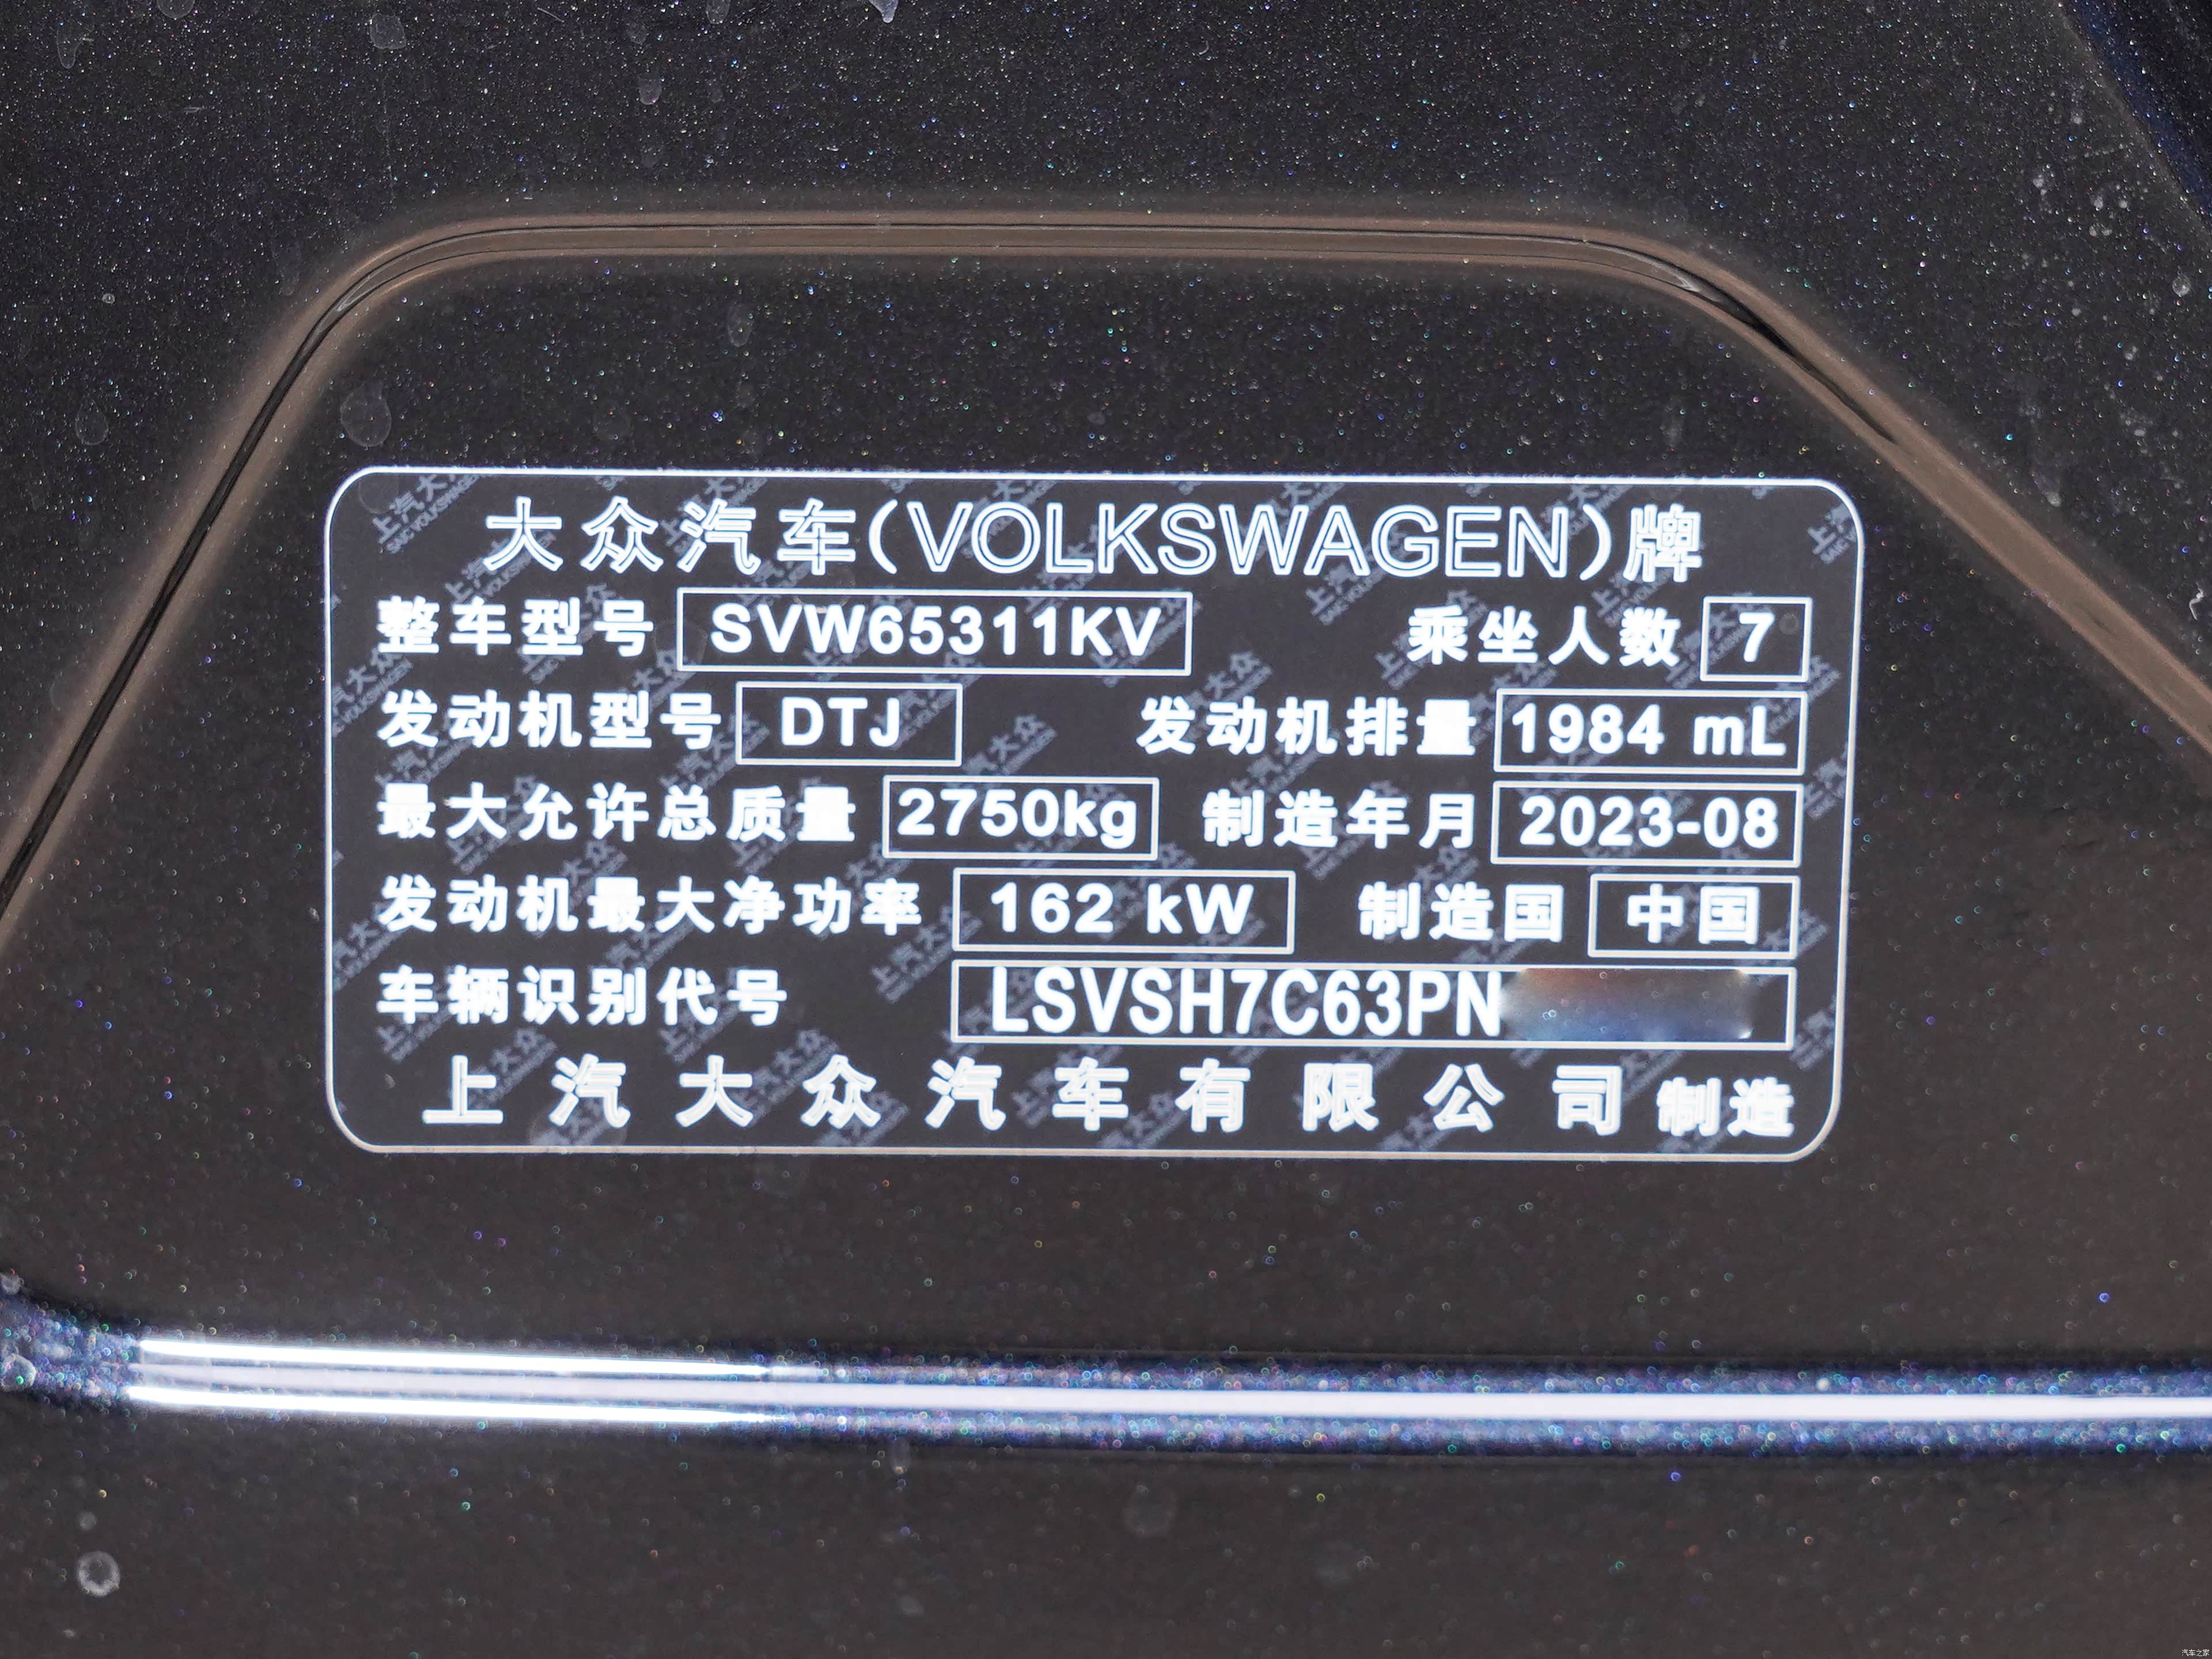 大众汽车(VOLKSWAGEN)牌
整车型号 SVW65311KV 乘坐人数 7
发动机型号 DTJ 发动机排量 1984 mL
最大允许总质量 2750kg 制造年月 2023-08
发动机最大净功率 162 kW 制造国 中国
车辆识别代号 LSVSH7C63PN
上汽大众汽车有限公司 制造
汽车之家